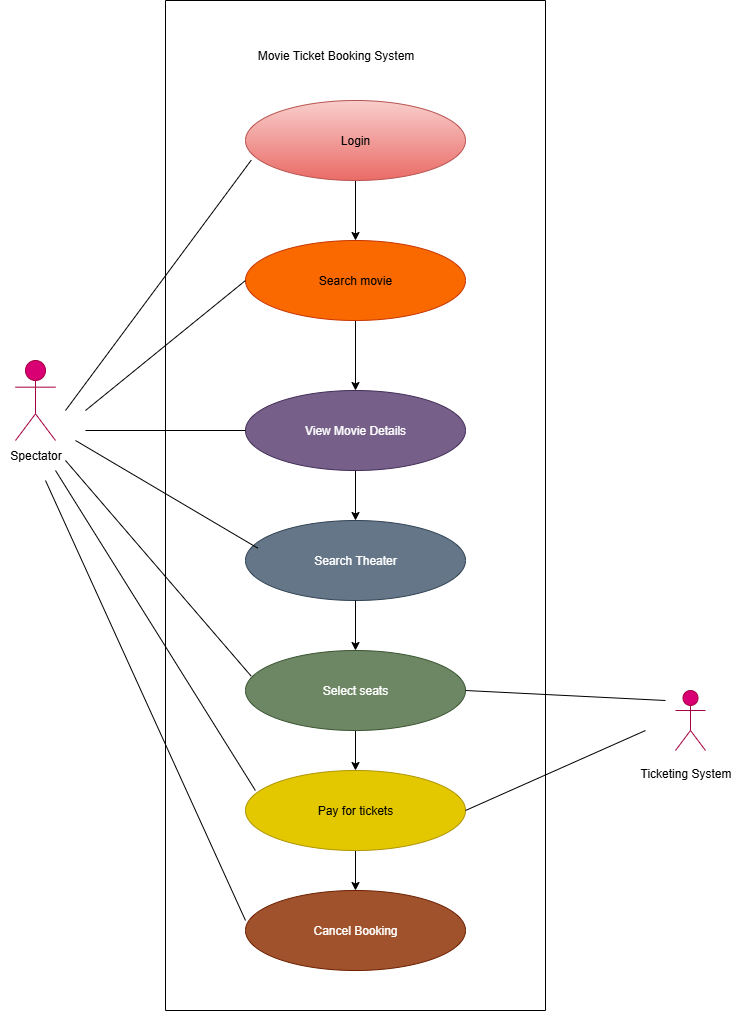 Movie Ticket Booking System
Login
Search movie
View Movie Details
Spectator
Search Theater
Select seats
Ticketing System
Pay for tickets
Cancel Booking